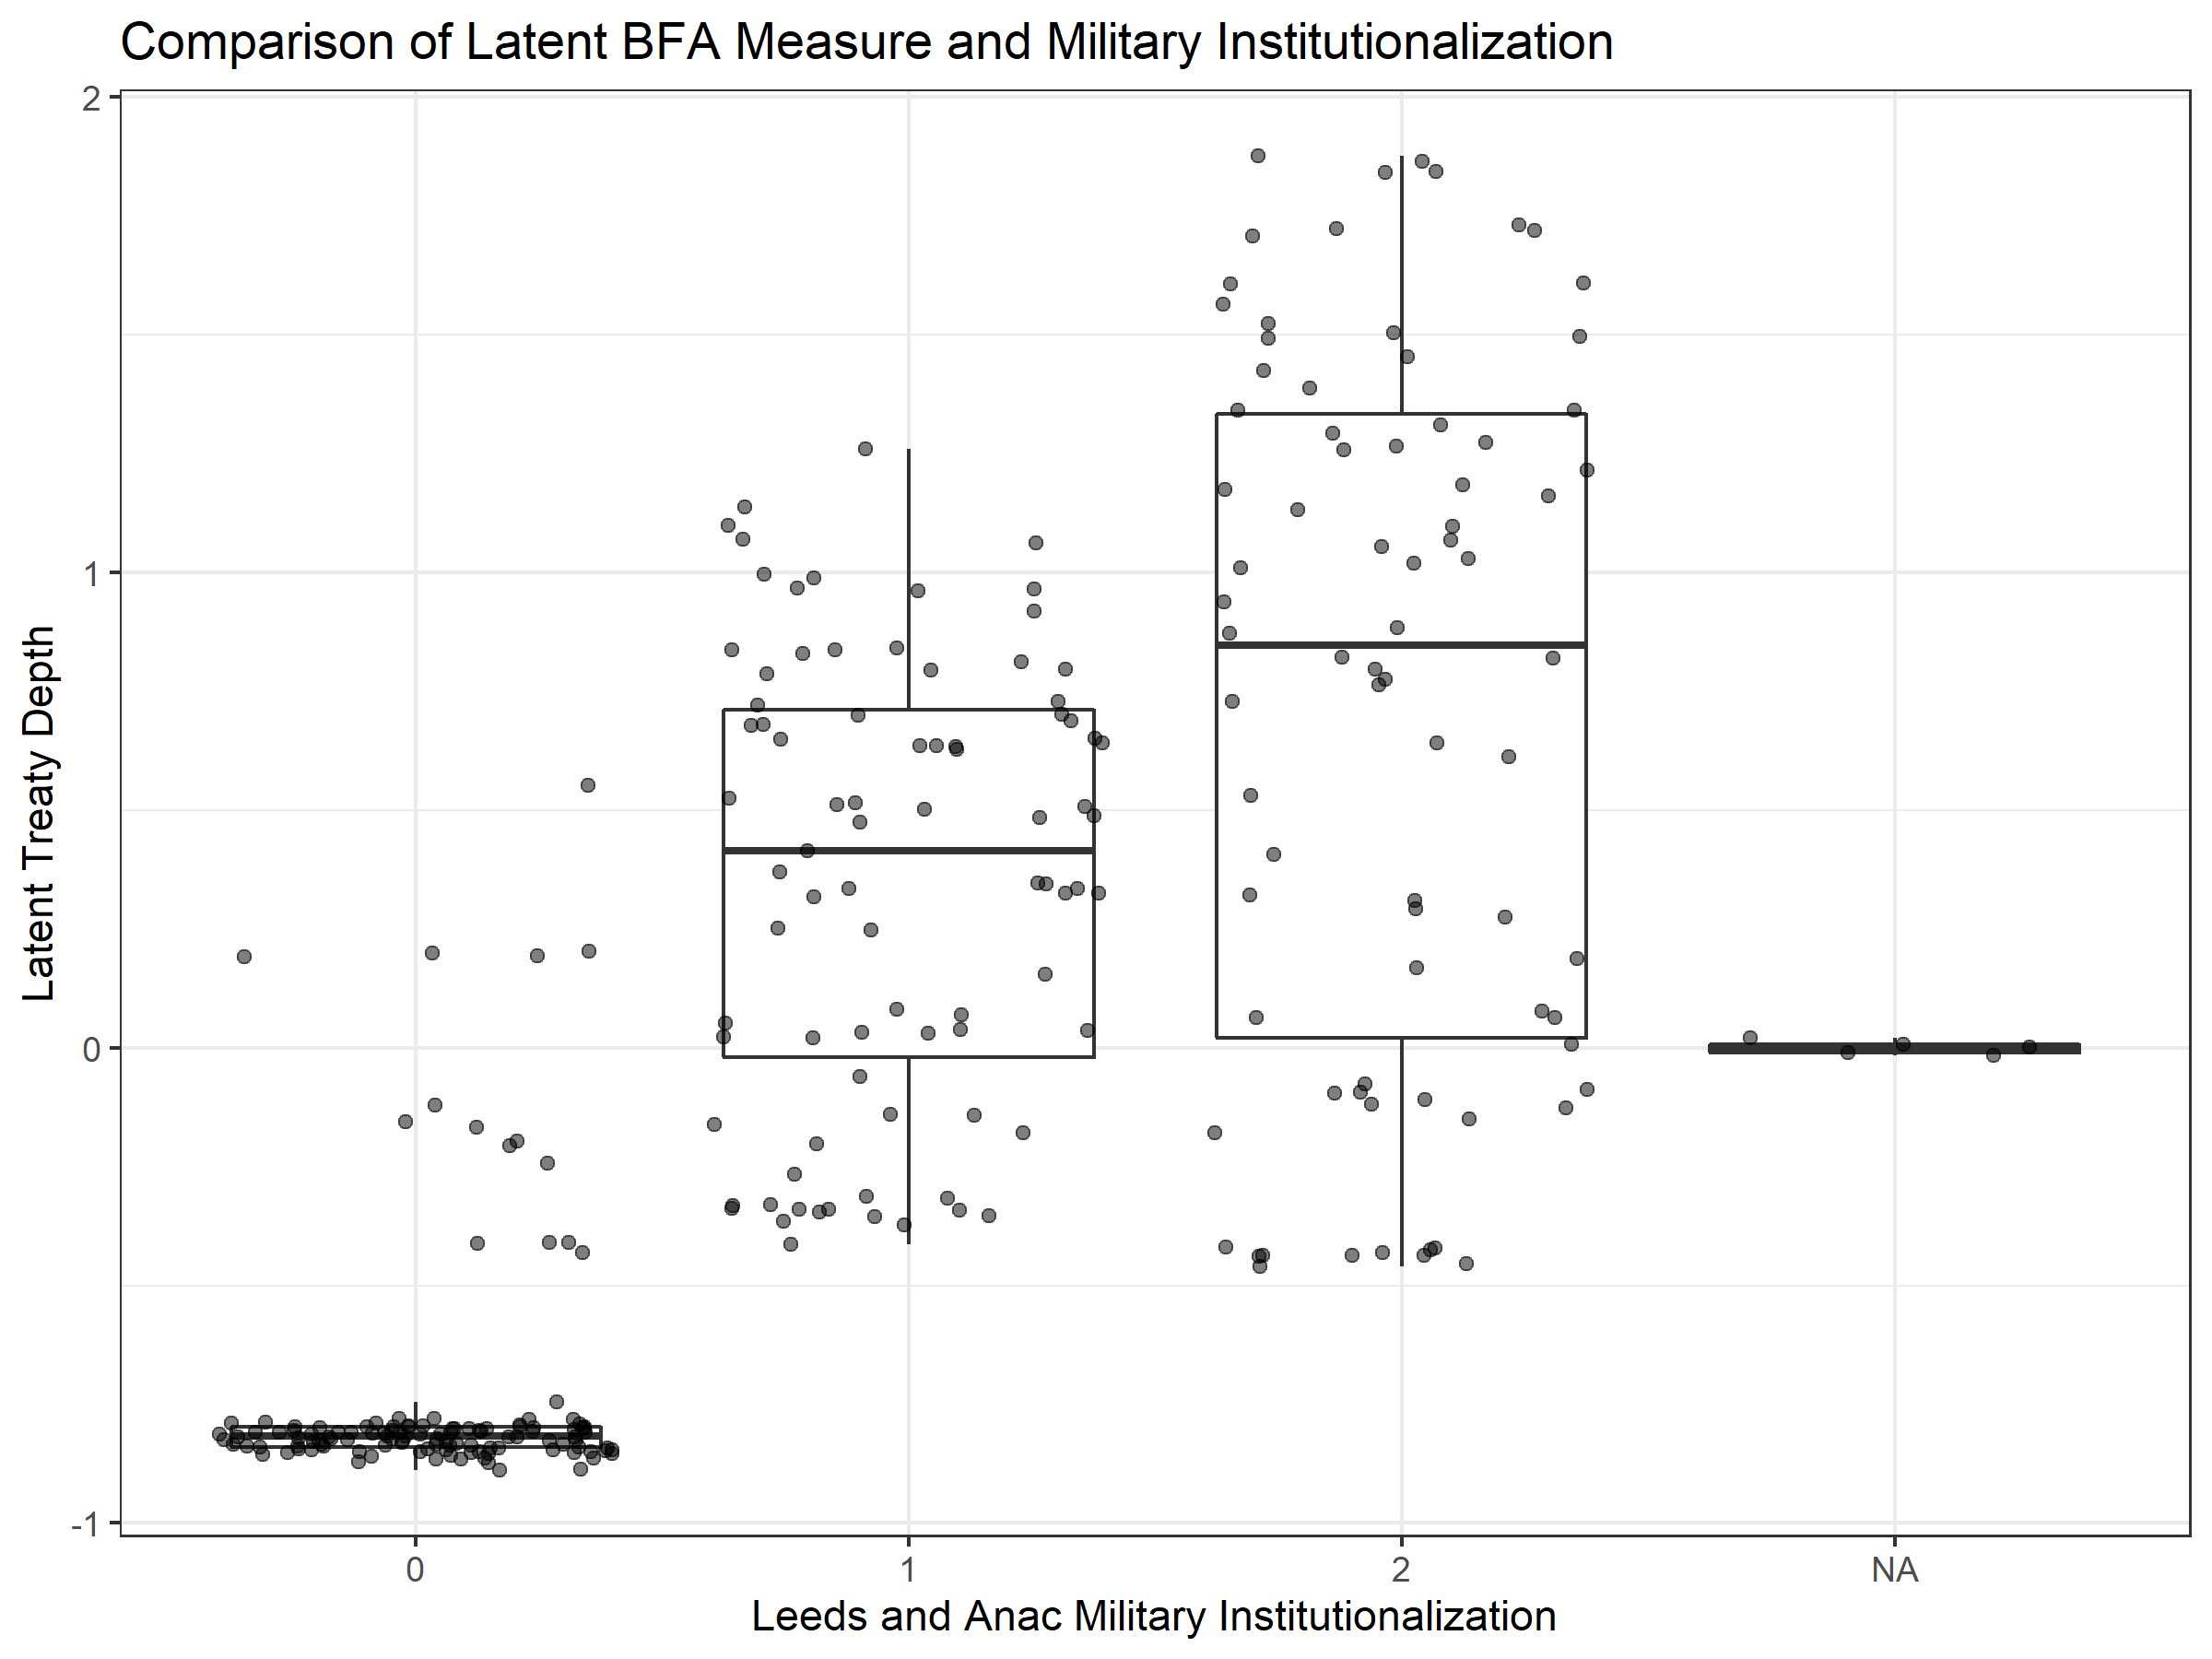 Comparison of Latent BFA Measure and Military Institutionalization
2
1
0
-1
Latent Treaty Depth
0 1 2 NA
Leeds and Anac Military Institutionalization